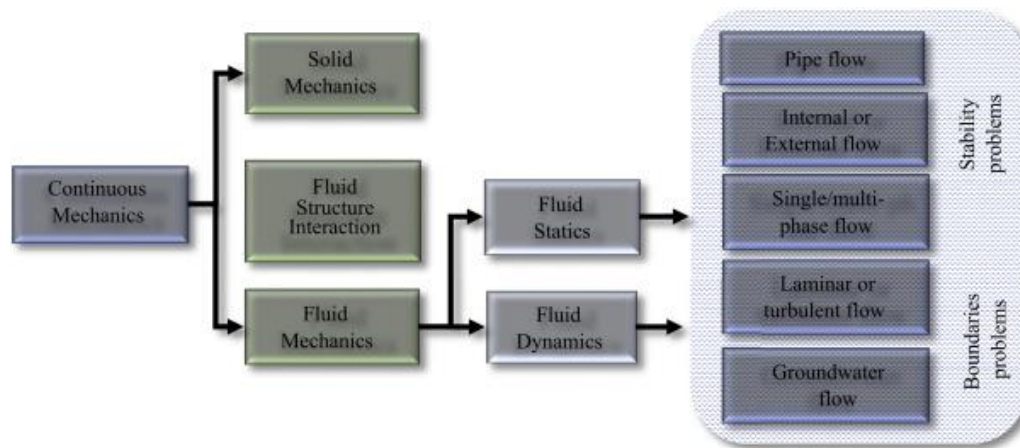 Continuous
Mechanics
Solid
Mechanics
Fluid
Structure
Interaction
Fluid
Mechanics
Fluid
Statics
Fluid
Dynamics
Pipe flow
Internal or
External flow
Single/multi-
phase flow
Laminar or
turbulent flow
Groundwater
flow
Stability
problems
Boundaries
problems